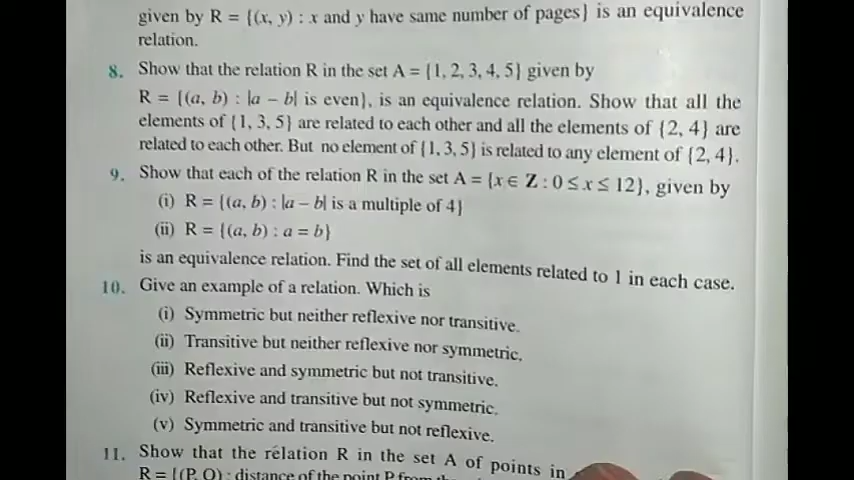 given by R = {(x, y) : x and y have same number of pages} is an equivalence
relation.
8. Show that the relation R in the set A = {1, 2, 3, 4, 5} given by
R = {(a, b) : |a – b| is even}, is an equivalence relation. Show that all the
elements of {1, 3, 5} are related to each other and all the elements of {2, 4} are
related to each other. But no element of {1, 3, 5} is related to any element of {2, 4}.
9. Show that each of the relation R in the set A = {x ∈ Z : 0 ≤ x ≤ 12}, given by
(i) R = {(a, b) : |a – b| is a multiple of 4}
(ii) R = {(a, b) : a = b}
is an equivalence relation. Find the set of all elements related to 1 in each case.
10. Give an example of a relation. Which is
(i) Symmetric but neither reflexive nor transitive.
(ii) Transitive but neither reflexive nor symmetric.
(iii) Reflexive and symmetric but not transitive.
(iv) Reflexive and transitive but not symmetric.
(v) Symmetric and transitive but not reflexive.
11. Show that the relation R in the set A of points in
R = {(P, Q) : distance of the point P from